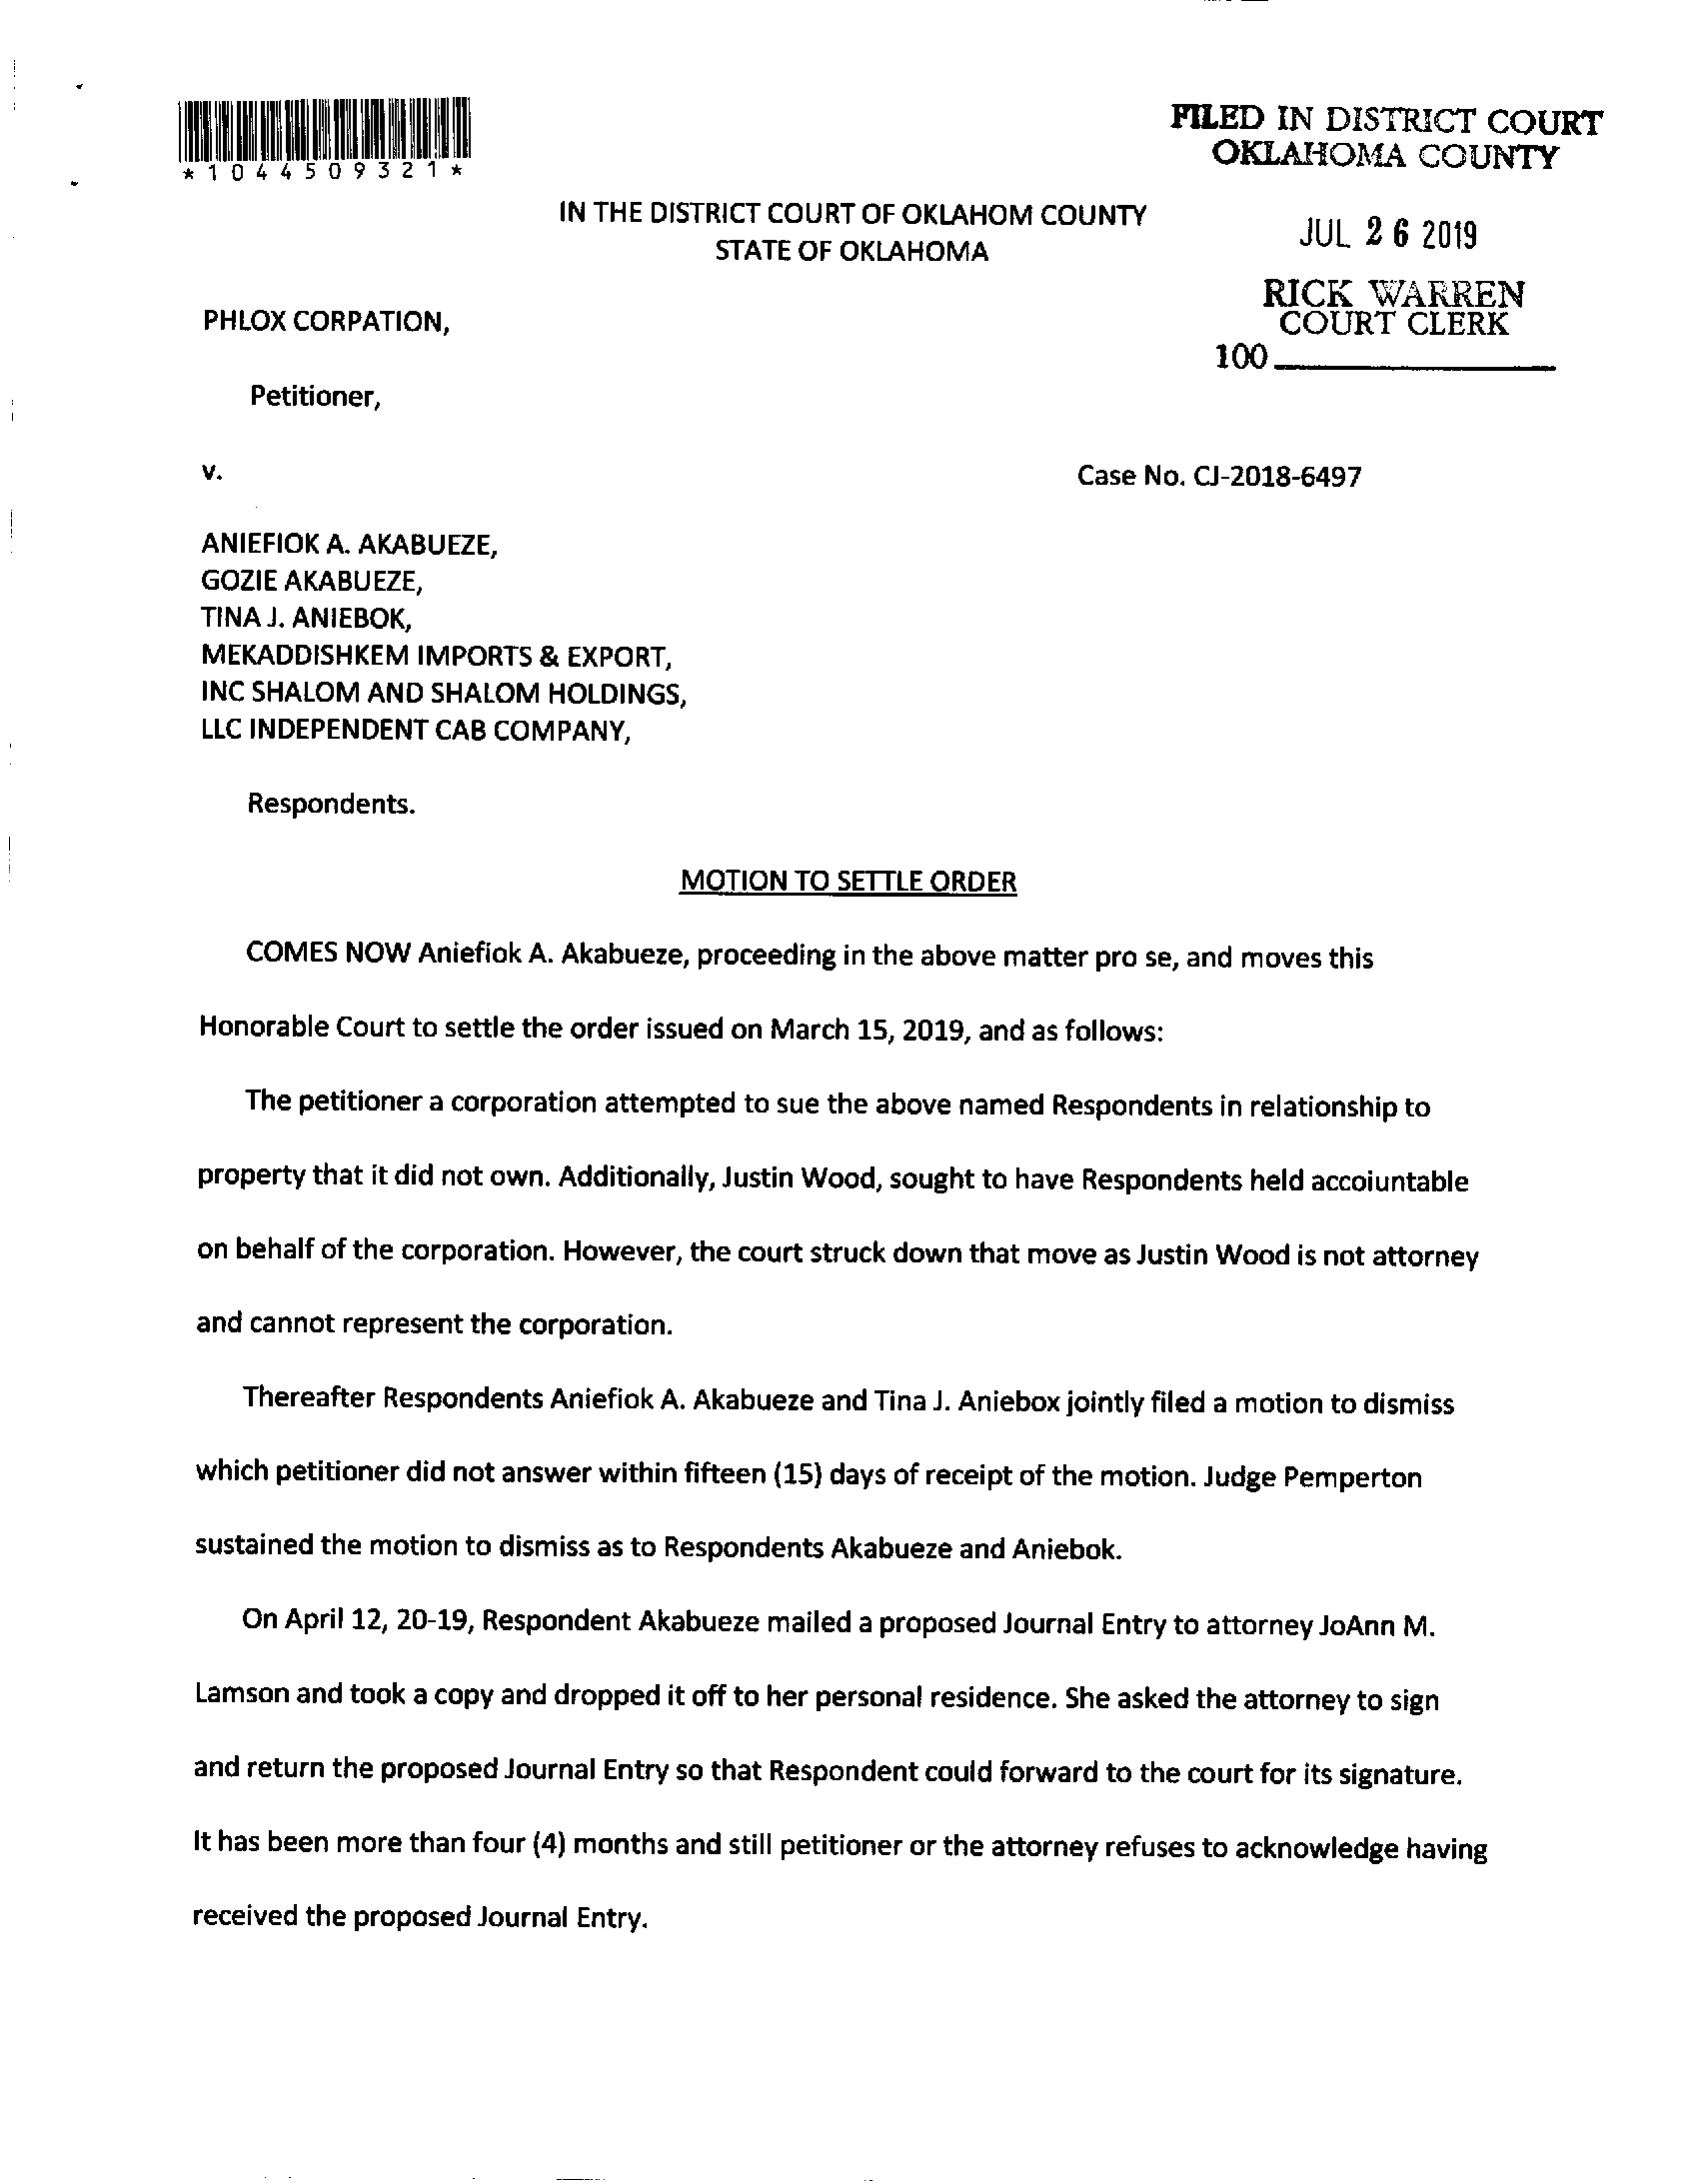 *1044509321*
FILED IN DISTRICT COURT
OKLAHOMA COUNTY
IN THE DISTRICT COURT OF OKLAHOM COUNTY
STATE OF OKLAHOMA
JUL 26 2019
RICK WARREN
COURT CLERK
100
PHLOX CORPATION,
Petitioner,
v.
Case No. CJ-2018-6497
ANIEFIOK A. AKABUEZE,
GOZIE AKABUEZE,
TINA J. ANIEBOK,
MEKADDISHKEM IMPORTS & EXPORT,
INC SHALOM AND SHALOM HOLDINGS,
LLC INDEPENDENT CAB COMPANY,
Respondents.
MOTION TO SETTLE ORDER
COMES NOW Aniefiok A. Akabueze, proceeding in the above matter pro se, and moves this
Honorable Court to settle the order issued on March 15, 2019, and as follows:
The petitioner a corporation attempted to sue the above named Respondents in relationship to
property that it did not own. Additionally, Justin Wood, sought to have Respondents held accoiuntable
on behalf of the corporation. However, the court struck down that move as Justin Wood is not attorney
and cannot represent the corporation.
Thereafter Respondents Aniefiok A. Akabueze and Tina J. Aniebox jointly filed a motion to dismiss
which petitioner did not answer within fifteen (15) days of receipt of the motion. Judge Pemperton
sustained the motion to dismiss as to Respondents Akabueze and Aniebok.
On April 12, 20-19, Respondent Akabueze mailed a proposed Journal Entry to attorney JoAnn M.
Lamson and took a copy and dropped it off to her personal residence. She asked the attorney to sign
and return the proposed Journal Entry so that Respondent could forward to the court for its signature.
It has been more than four (4) months and still petitioner or the attorney refuses to acknowledge having
received the proposed Journal Entry.